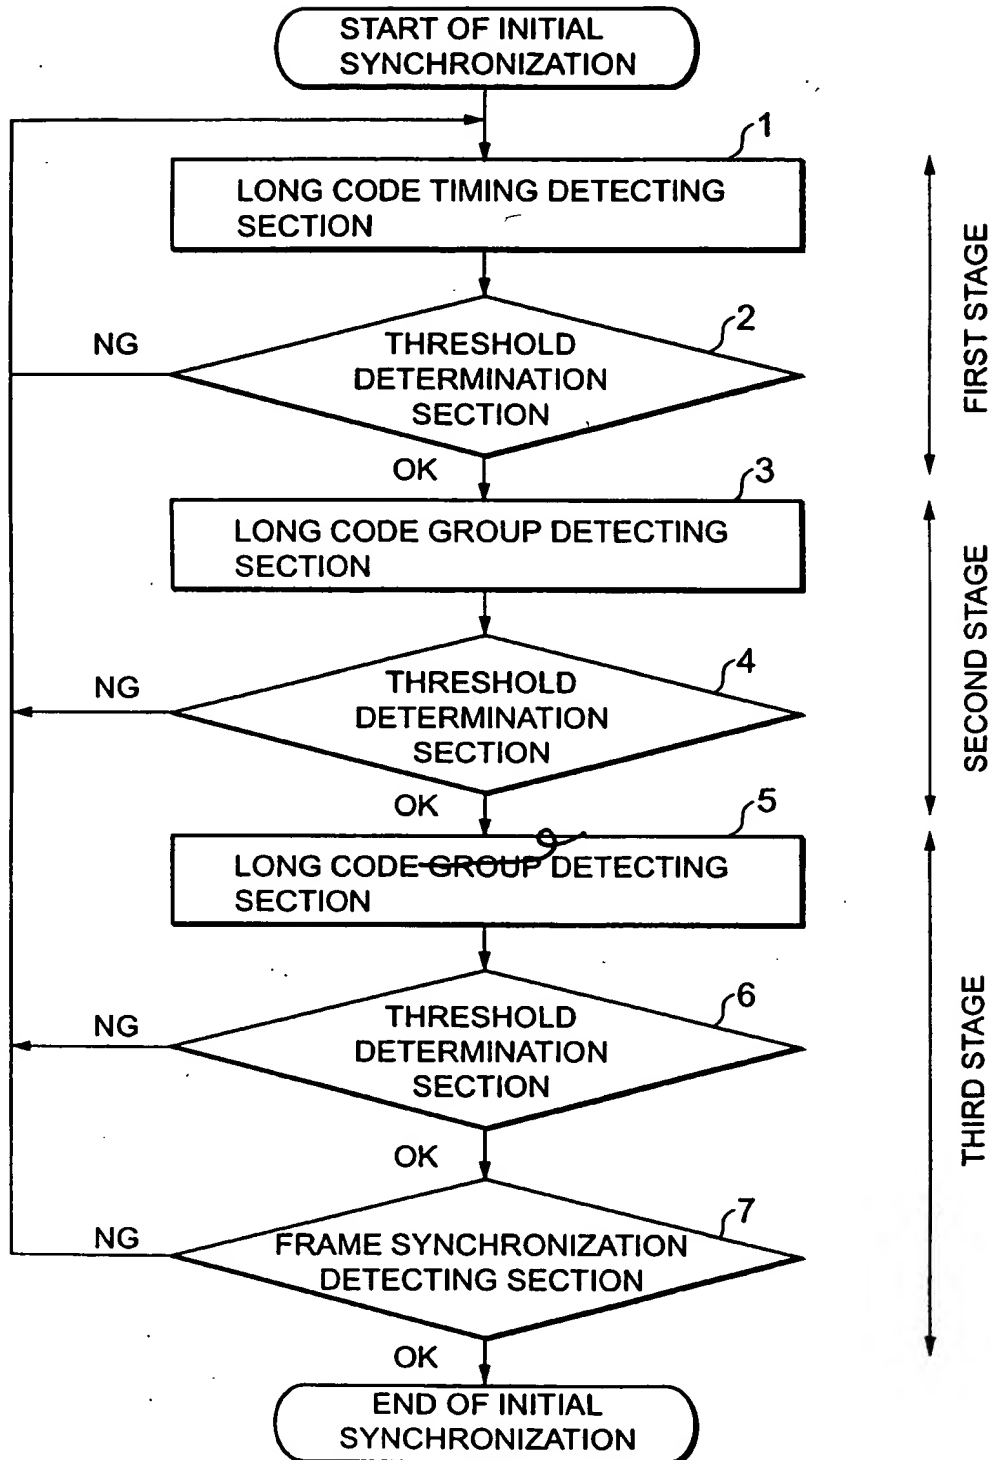 START OF INITIAL
SYNCHRONIZATION
1
LONG CODE TIMING DETECTING
SECTION
2
NG
THRESHOLD
DETERMINATION
SECTION
OK
FIRST STAGE
3
LONG CODE GROUP DETECTING
SECTION
4
NG
THRESHOLD
DETERMINATION
SECTION
OK
SECOND STAGE
5
LONG CODE GROUP DETECTING
SECTION
6
NG
THRESHOLD
DETERMINATION
SECTION
OK
THIRD STAGE
7
NG
FRAME SYNCHRONIZATION
DETECTING SECTION
OK
END OF INITIAL
SYNCHRONIZATION